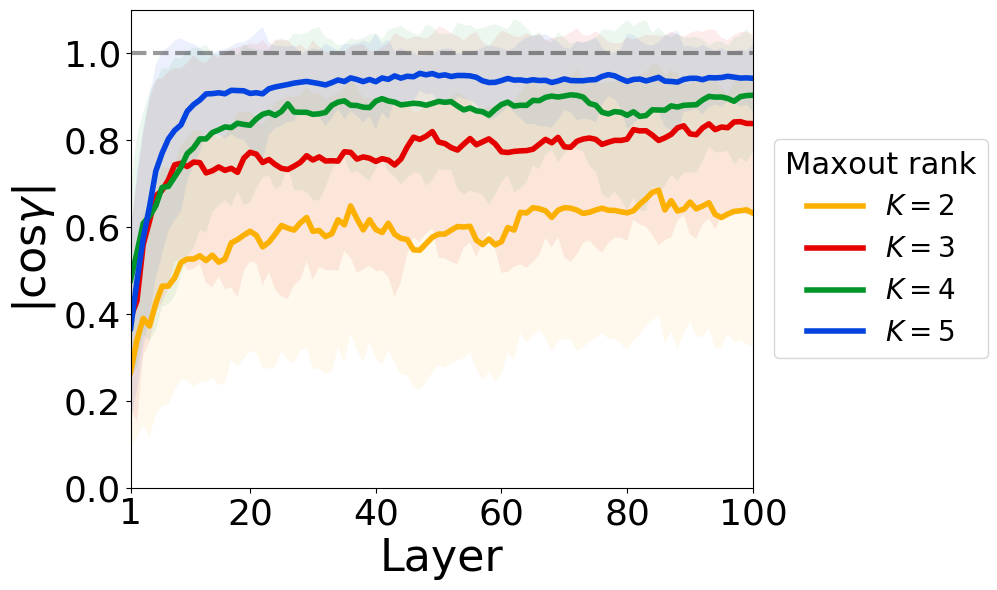 |cosγ|
1.0
0.8
0.6
0.4
0.2
0.0
1 20 40 60 80 100
Layer
Maxout rank
K = 2
K = 3
K = 4
K = 5